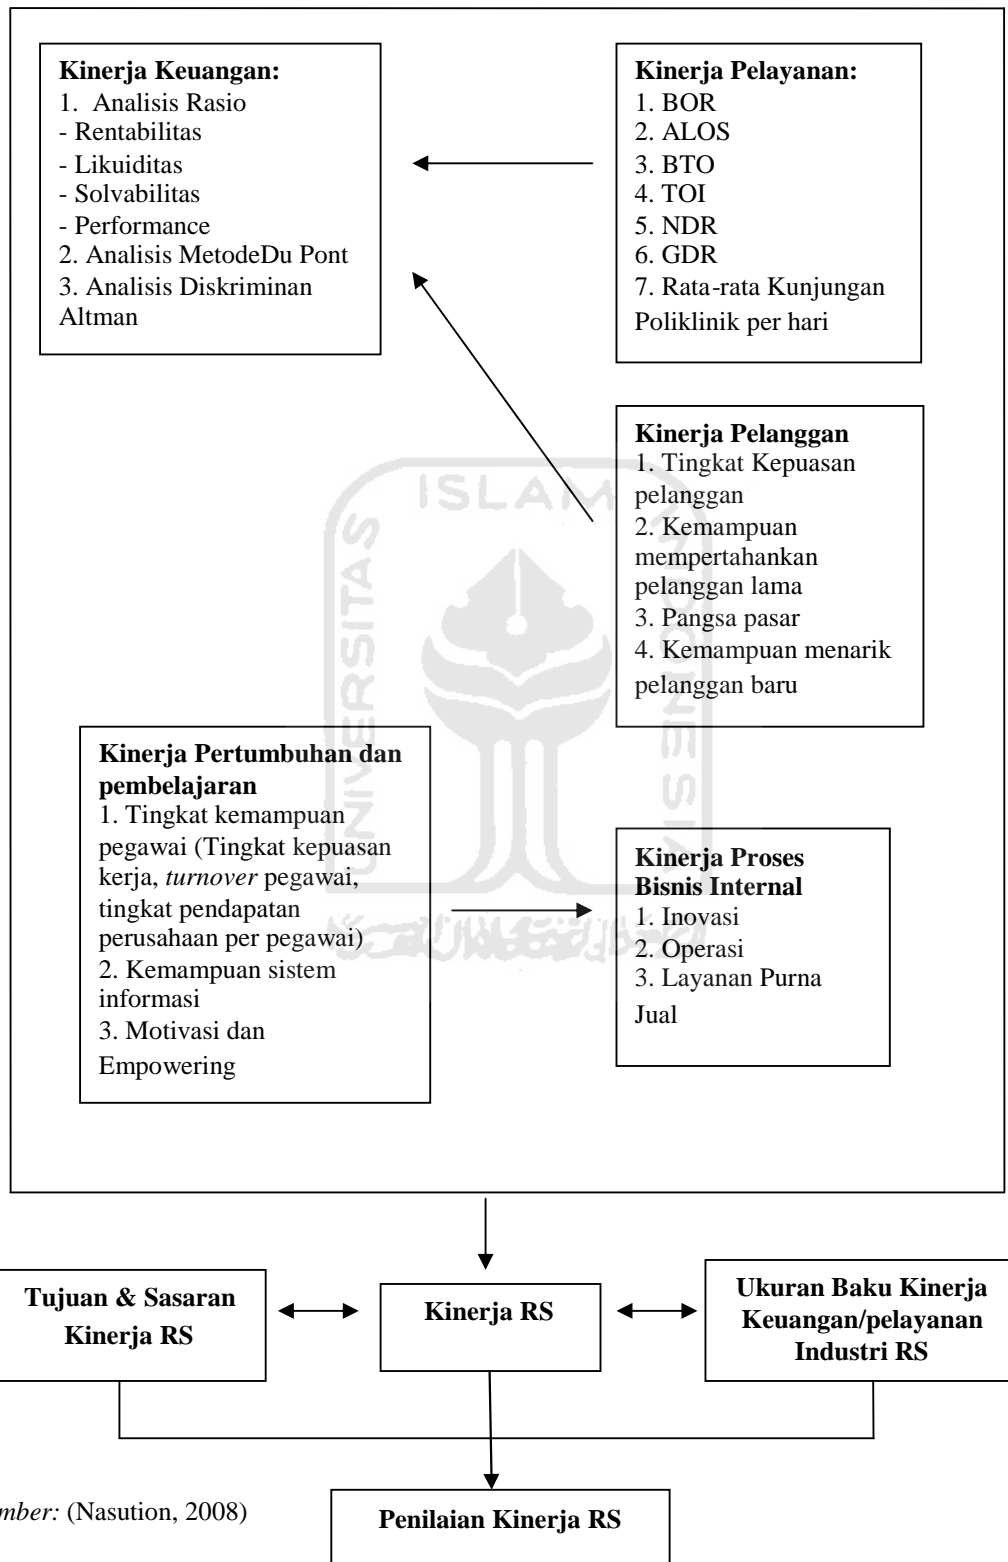 Kinerja Keuangan:
1. Analisis Rasio
- Rentabilitas
- Likuiditas
- Solvabilitas
- Performance
2. Analisis MetodeDu Pont
3. Analisis Diskriminan
Altman
Kinerja Pelayanan:
1. BOR
2. ALOS
3. BTO
4. TOI
5. NDR
6. GDR
7. Rata-rata Kunjungan
Poliklinik per hari
Kinerja Pelanggan
1. Tingkat Kepuasan
pelanggan
2. Kemampuan
mempertahankan
pelanggan lama
3. Pangsa pasar
4. Kemampuan menarik
pelanggan baru
Kinerja Pertumbuhan dan
pembelajaran
1. Tingkat kemampuan
pegawai (Tingkat kepuasan
kerja, turnover pegawai,
tingkat pendapatan
perusahaan per pegawai)
2. Kemampuan sistem
informasi
3. Motivasi dan
Empowering
Kinerja Proses
Bisnis Internal
1. Inovasi
2. Operasi
3. Layanan Purna
Jual
UNIVERSITAS
ISLAM
INDONESIA
Tujuan & Sasaran
Kinerja RS
Kinerja RS
Ukuran Baku Kinerja
Keuangan/pelayanan
Industri RS
mber: (Nasution, 2008)
Penilaian Kinerja RS